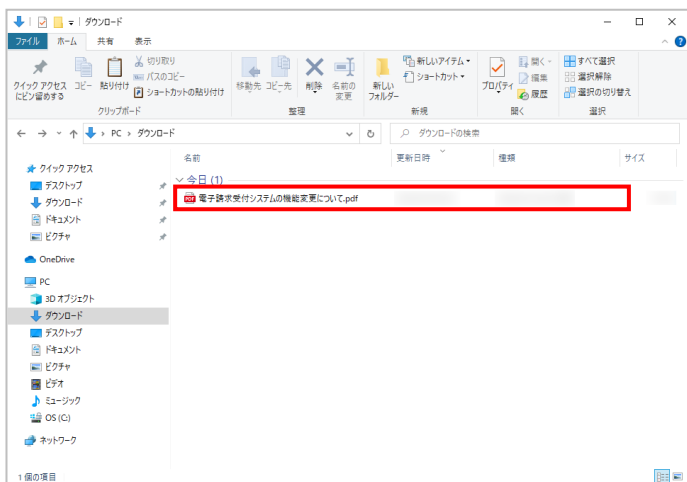 ダウンロード
ファイル ホーム 共有 表示
クイック アクセスにピン留めする
コピー
貼り付け
切り取り
パスのコピー
ショートカットの貼り付け
クリップボード
移動先
コピー先
削除
名前の変更
整理
新しいフォルダー
新しいアイテム
ショートカット
新規
プロパティ
開く
編集
履歴
開く
すべて選択
選択解除
選択の切り替え
選択
PC › ダウンロード
ダウンロードの検索
名前 更新日時 種類 サイズ
今日 (1)
電子請求受付システムの機能変更について.pdf
クイック アクセス
デスクトップ
ダウンロード
ドキュメント
ピクチャ
OneDrive
PC
3D オブジェクト
ダウンロード
デスクトップ
ドキュメント
ピクチャ
ビデオ
ミュージック
OS (C:)
ネットワーク
1 個の項目